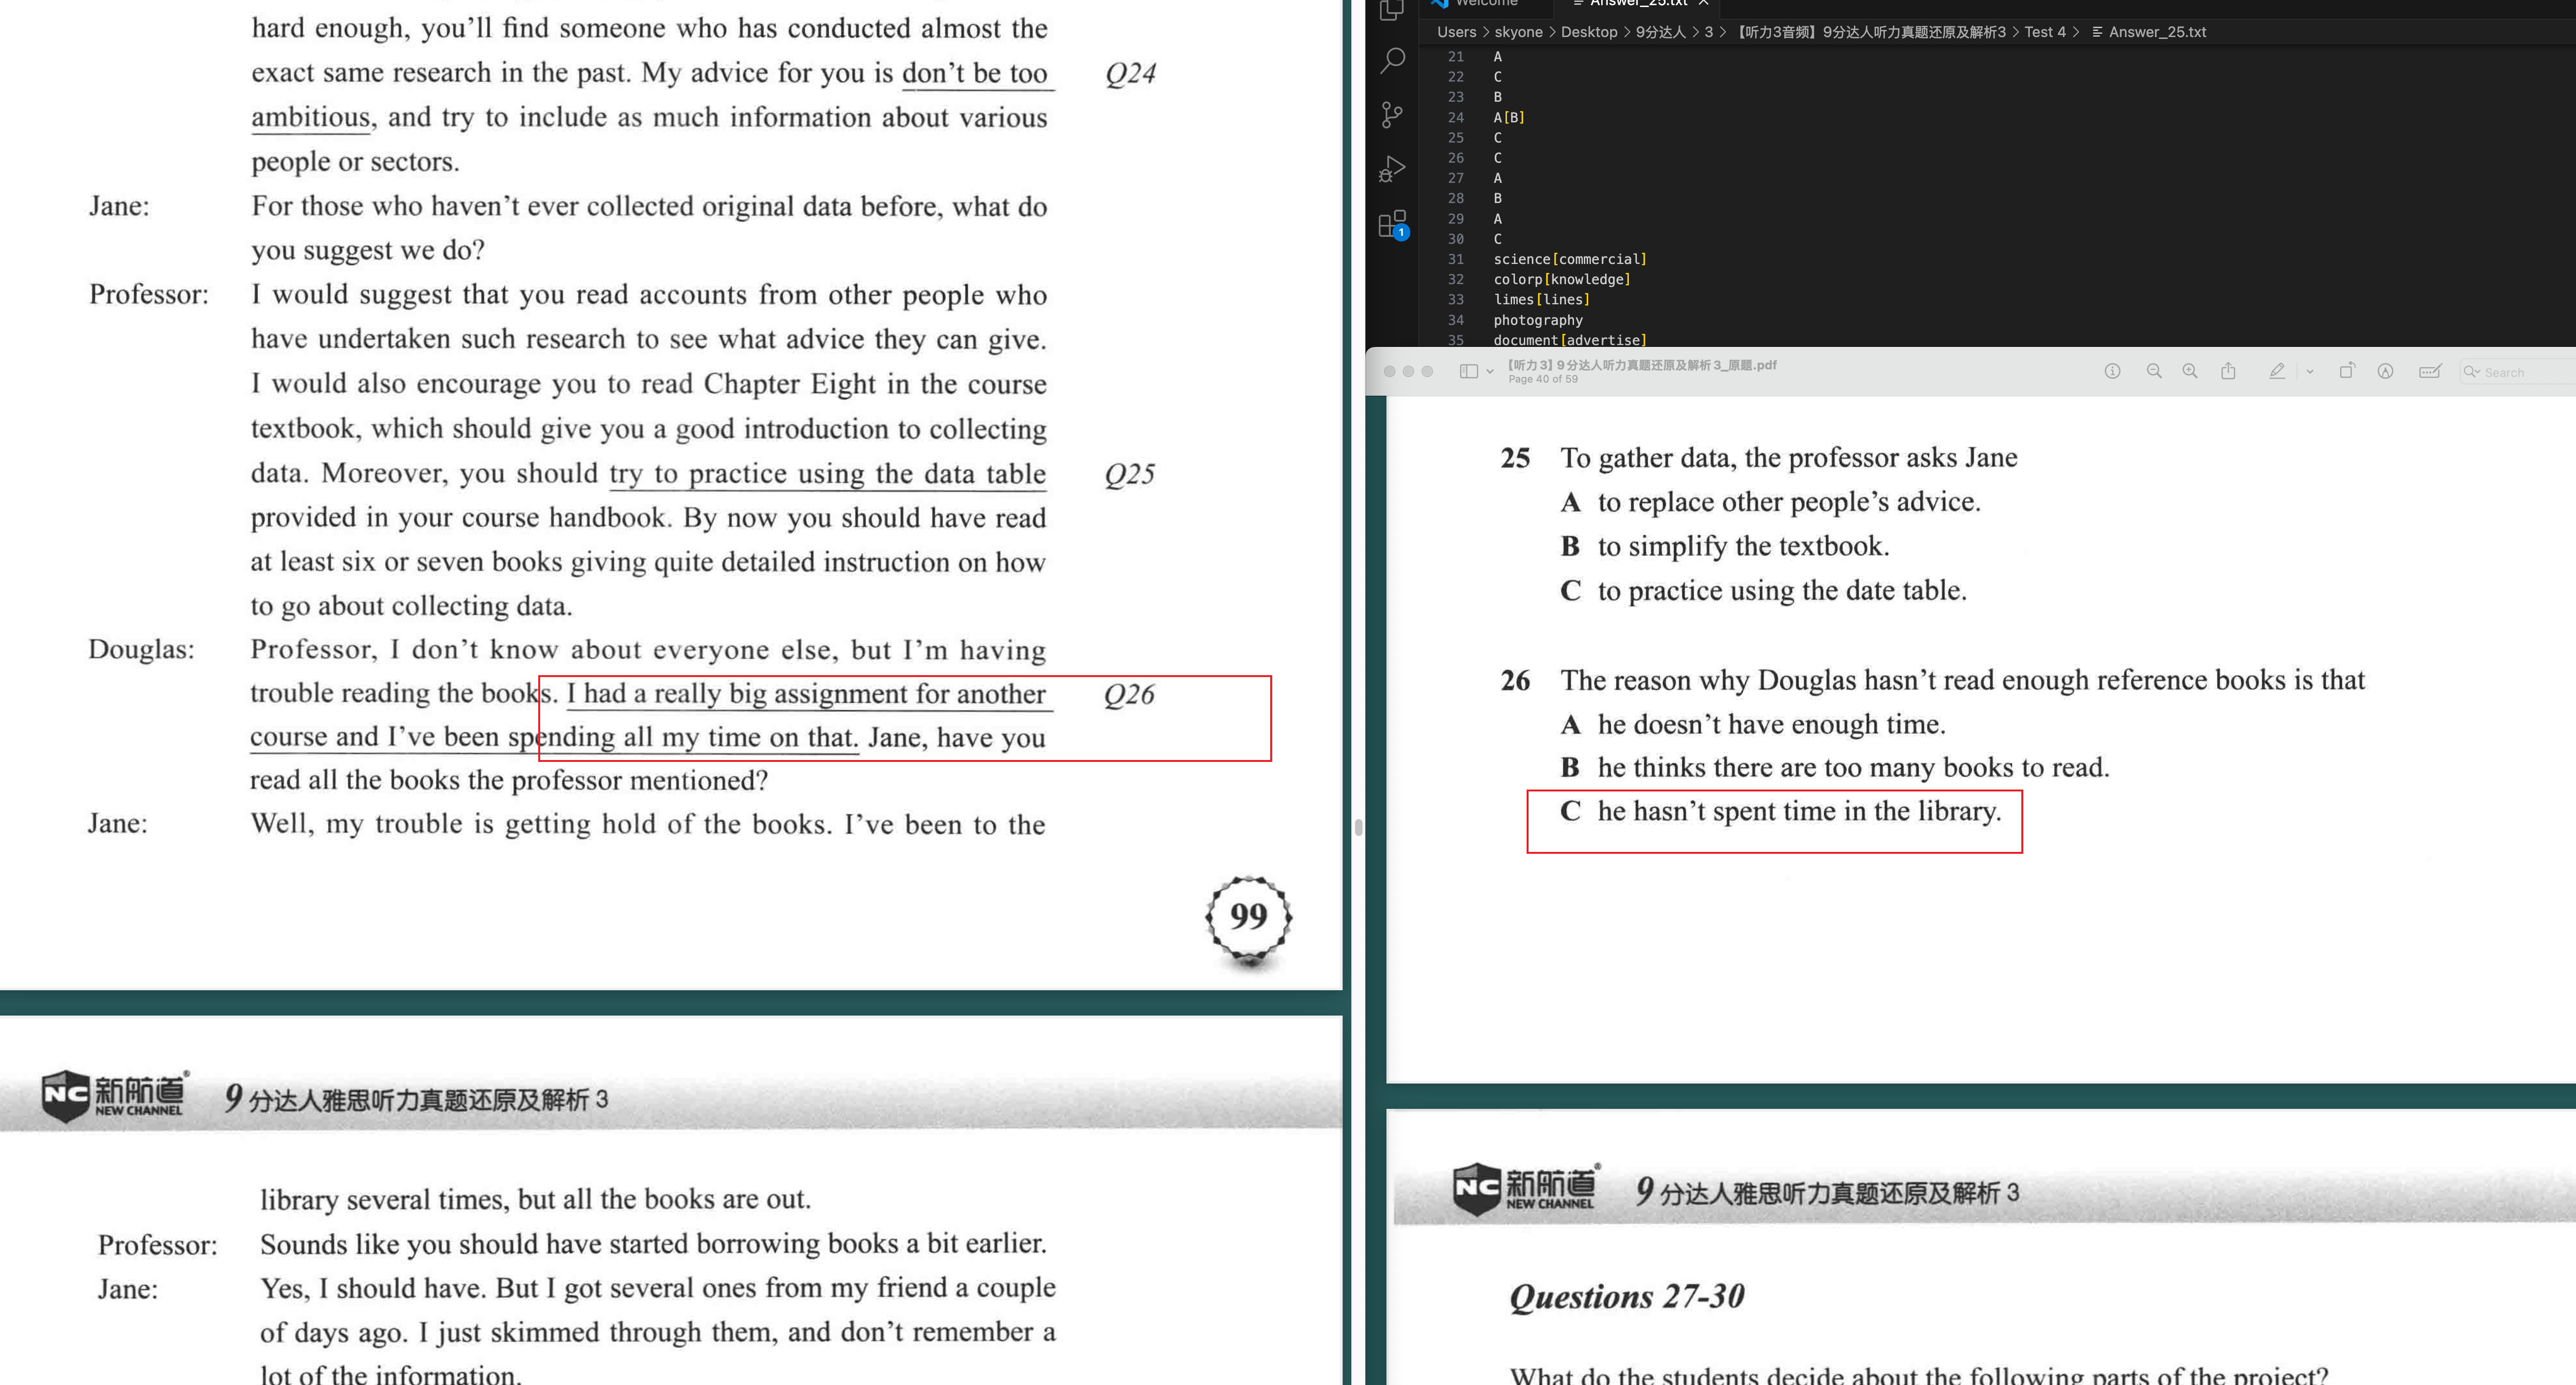 hard enough, you'll find someone who has conducted almost the
exact same research in the past. My advice for you is don't be too Q24
ambitious, and try to include as much information about various
people or sectors.
Jane: For those who haven't ever collected original data before, what do
you suggest we do?
Professor: I would suggest that you read accounts from other people who
have undertaken such research to see what advice they can give.
I would also encourage you to read Chapter Eight in the course
textbook, which should give you a good introduction to collecting
data. Moreover, you should try to practice using the data table Q25
provided in your course handbook. By now you should have read
at least six or seven books giving quite detailed instruction on how
to go about collecting data.
Douglas: Professor, I don't know about everyone else, but I'm having
trouble reading the books. I had a really big assignment for another Q26
course and I've been spending all my time on that. Jane, have you
read all the books the professor mentioned?
Jane: Well, my trouble is getting hold of the books. I've been to the
99
NC 新航道®
NEW CHANNEL
9分达人雅思听力真题还原及解析 3
library several times, but all the books are out.
Professor: Sounds like you should have started borrowing books a bit earlier.
Jane: Yes, I should have. But I got several ones from my friend a couple
of days ago. I just skimmed through them, and don't remember a
lot of the information.
Welcome Answer_25.txt ×
Users > skyone > Desktop > 9分达人 > 3 > 【听力3音频】9分达人听力真题还原及解析3 > Test 4 > Answer_25.txt
21 A
22 C
23 B
24 A[B]
25 C
26 C
27 A
28 B
29 A
30 C
31 science[commercial]
32 colorp[knowledge]
33 limes[lines]
34 photography
35 document[advertise]
1
【听力3】9分达人听力真题还原及解析3_原题.pdf
Page 40 of 59
Search
25 To gather data, the professor asks Jane
A to replace other people's advice.
B to simplify the textbook.
C to practice using the date table.
26 The reason why Douglas hasn't read enough reference books is that
A he doesn't have enough time.
B he thinks there are too many books to read.
C he hasn't spent time in the library.
NC 新航道®
NEW CHANNEL
9分达人雅思听力真题还原及解析 3
Questions 27-30
What do the students decide about the following parts of the project?